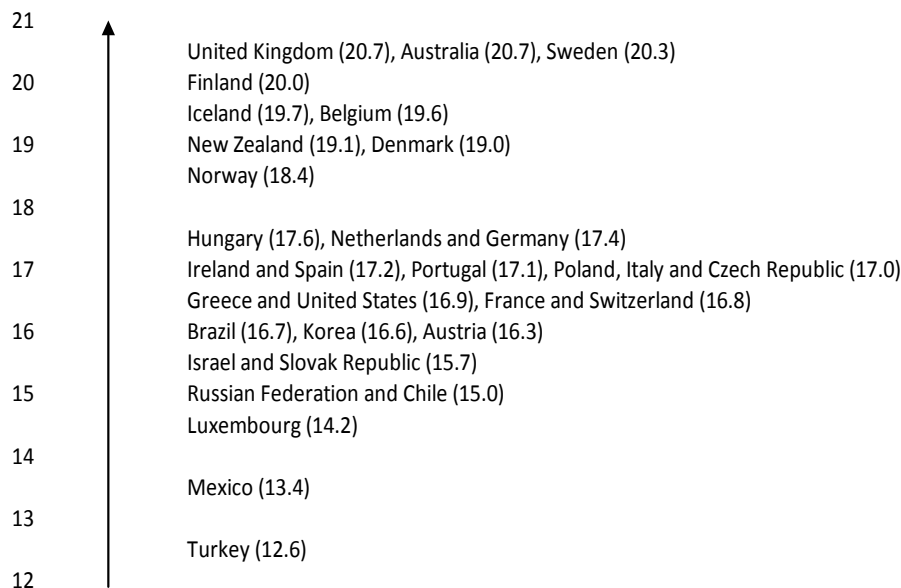 21
United Kingdom (20.7), Australia (20.7), Sweden (20.3)
20 Finland (20.0)
Iceland (19.7), Belgium (19.6)
19 New Zealand (19.1), Denmark (19.0)
Norway (18.4)
18
Hungary (17.6), Netherlands and Germany (17.4)
17 Ireland and Spain (17.2), Portugal (17.1), Poland, Italy and Czech Republic (17.0)
Greece and United States (16.9), France and Switzerland (16.8)
16 Brazil (16.7), Korea (16.6), Austria (16.3)
Israel and Slovak Republic (15.7)
15 Russian Federation and Chile (15.0)
Luxembourg (14.2)
14
Mexico (13.4)
13
Turkey (12.6)
12